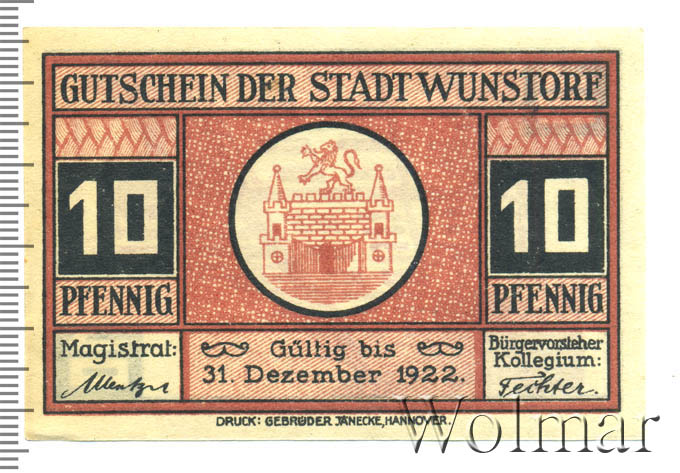 GUTSCHEIN DER STADT WUNSTORF
10
PFENNIG
10
PFENNIG
Magistrat:
Gültig bis
31. Dezember 1922.
Bürgervorsteher
Kollegium:
Fechter.
DRUCK: GEBRÜDER JÄNECKE, HANNOVER.
Wolmar